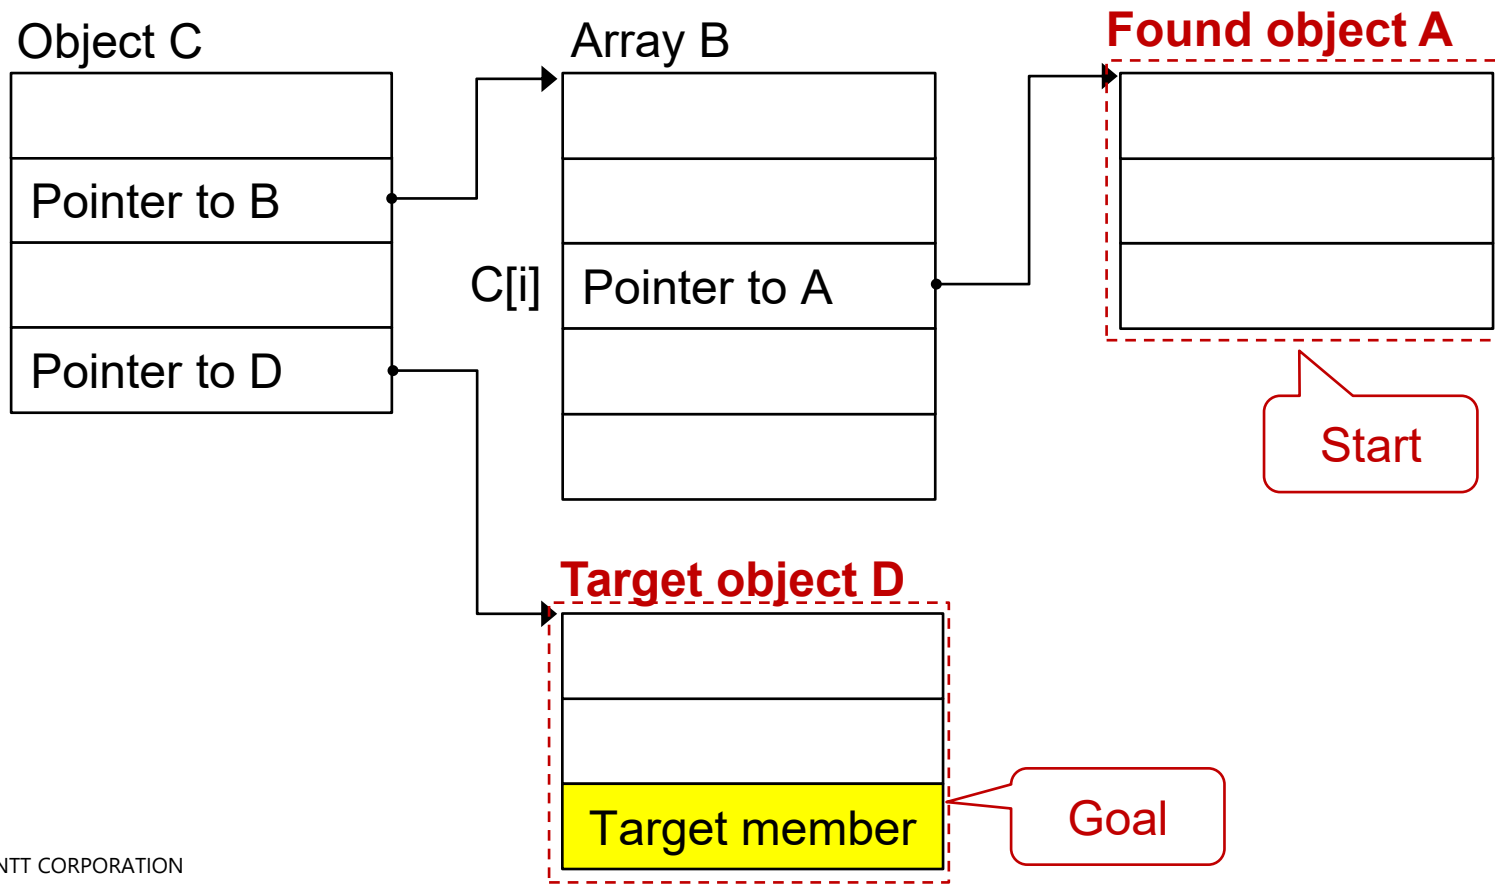 Object C
Array B
Found object A
Pointer to B
C[i]
Pointer to A
Pointer to D
Start
Target object D
Target member
Goal
NTT CORPORATION